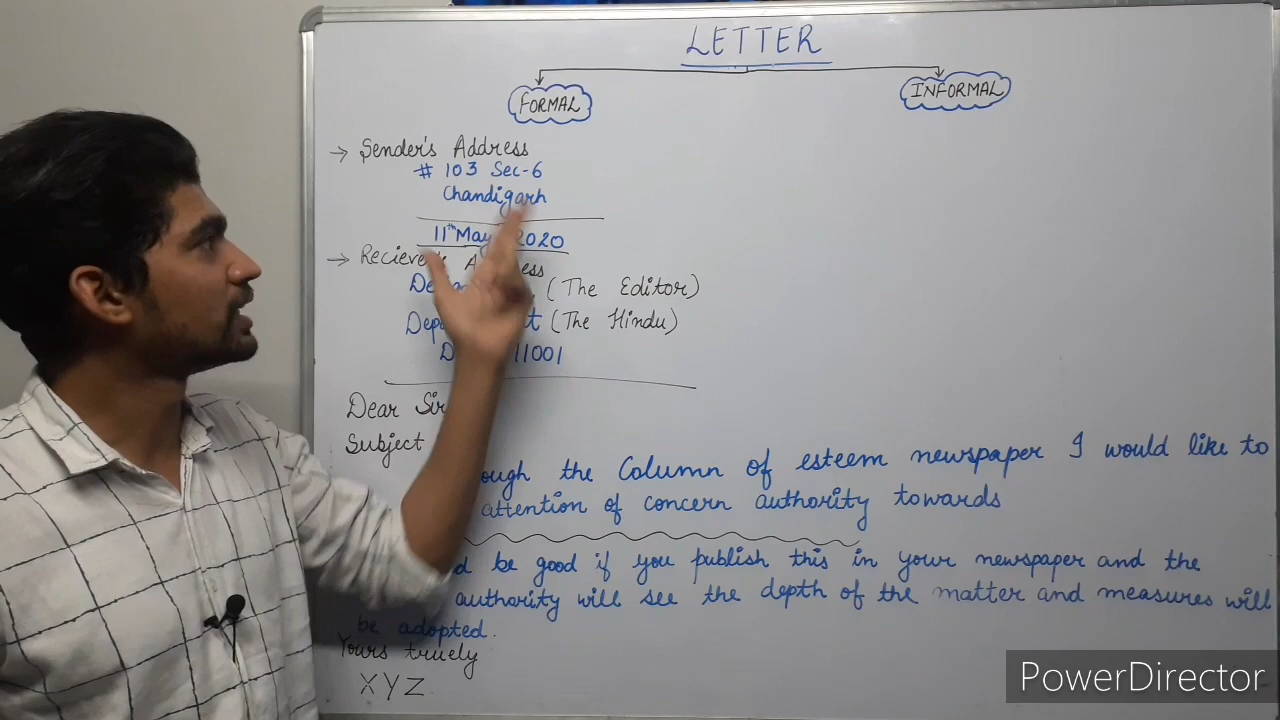 LETTER
FORMAL
INFORMAL
→ Sender's Address
# 103 Sec-6
Chandigarh
11th May 2020
→ (The Editor)
(The Hindu)
11001
Dear Sir
Subject
the Column of esteem newspaper I would like to
attention of concern authority towards
be good if you publish this in your newspaper and the
authority will see the depth of the matter and measures will
be adopted.
Yours truely
XYZ
PowerDirector